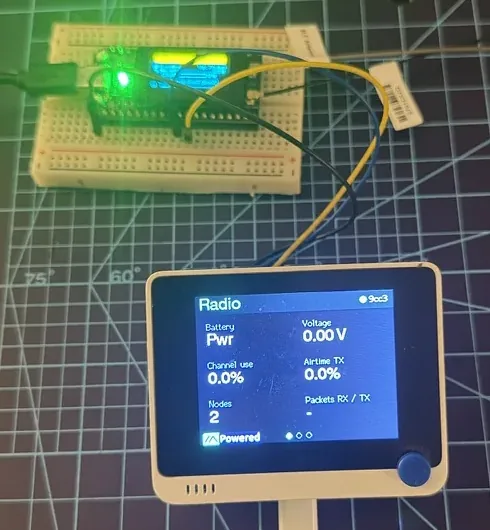 75°
60°
Radio
9cc3
Battery
Voltage
Pwr
0.00 V
Channel use
Airtime TX
0.0%
0.0%
Nodes
Packets RX / TX
2
-
Powered